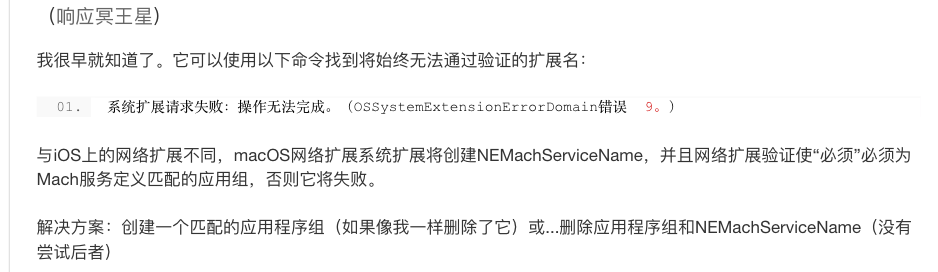 （响应冥王星）
我很早就知道了。它可以使用以下命令找到将始终无法通过验证的扩展名：
01. 系统扩展请求失败：操作无法完成。（OSSystemExtensionErrorDomain错误 9。）
与iOS上的网络扩展不同，macOS网络扩展系统扩展将创建NEMachServiceName，并且网络扩展验证使“必须”必须为
Mach服务定义匹配的应用组，否则它将失败。
解决方案：创建一个匹配的应用程序组（如果像我一样删除了它）或...删除应用程序组和NEMachServiceName（没有
尝试后者）